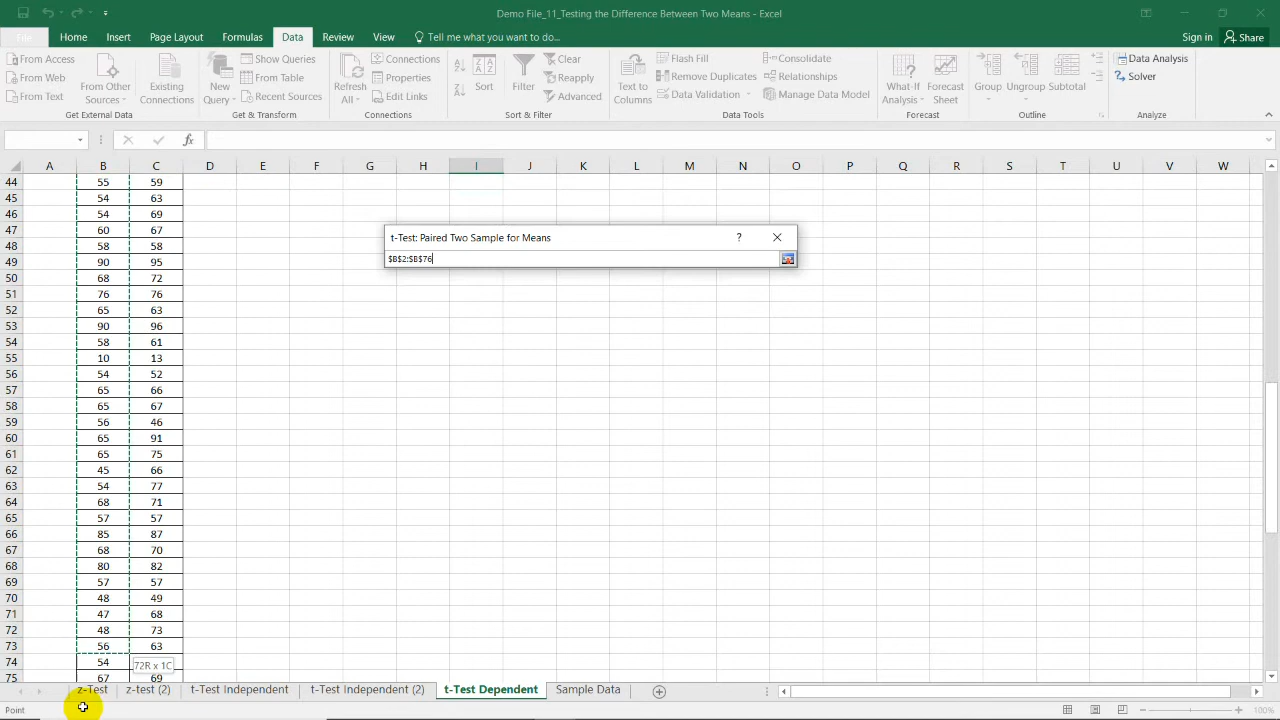 Demo File_11_Testing the Difference Between Two Means - Excel
File Home Insert Page Layout Formulas Data Review View Tell me what you want to do... Sign in Share
From Access From Web From Text From Other Sources Existing Connections New Query Show Queries From Table Recent Sources Refresh All Connections Properties Edit Links Sort Filter Clear Reapply Advanced Text to Columns Flash Fill Remove Duplicates Data Validation Consolidate Relationships Manage Data Model What-If Analysis Forecast Sheet Group Ungroup Subtotal Data Analysis Solver
Get External Data Get & Transform Connections Sort & Filter Data Tools Forecast Outline Analyze
fx
A B C D E F G H I J K L M N O P Q R S T U V W
44 55 59
45 54 63
46 54 69
47 60 67
48 58 58
49 90 95
50 68 72
51 76 76
52 65 63
53 90 96
54 58 61
55 10 13
56 54 52
57 65 66
58 65 67
59 56 46
60 65 91
61 65 75
62 45 66
63 54 77
64 68 71
65 57 57
66 85 87
67 68 70
68 80 82
69 57 57
70 48 49
71 47 68
72 48 73
73 56 63
74 54
75 67 69
t-Test: Paired Two Sample for Means ?
$B$2:$B$76
72R x 1C
z-Test z-test (2) t-Test Independent t-Test Independent (2) t-Test Dependent Sample Data
Point 100%